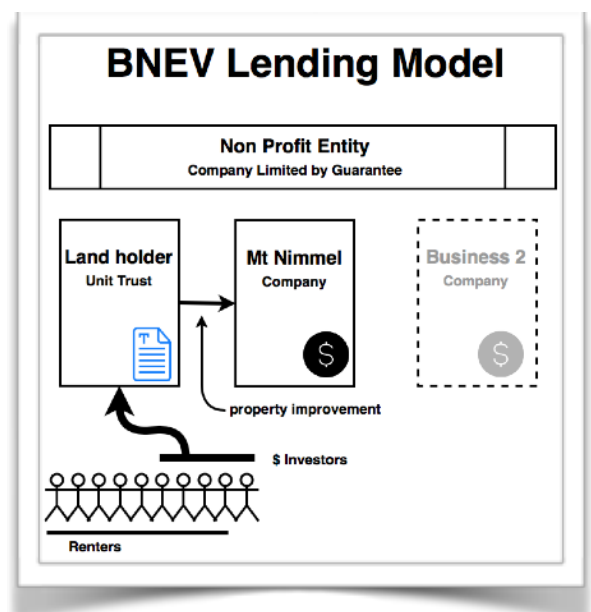 BNEV Lending Model
Non Profit Entity
Company Limited by Guarantee
Land holder
Unit Trust
T
Mt Nimmel
Company
$
Business 2
Company
$
property improvement
$ Investors
Renters